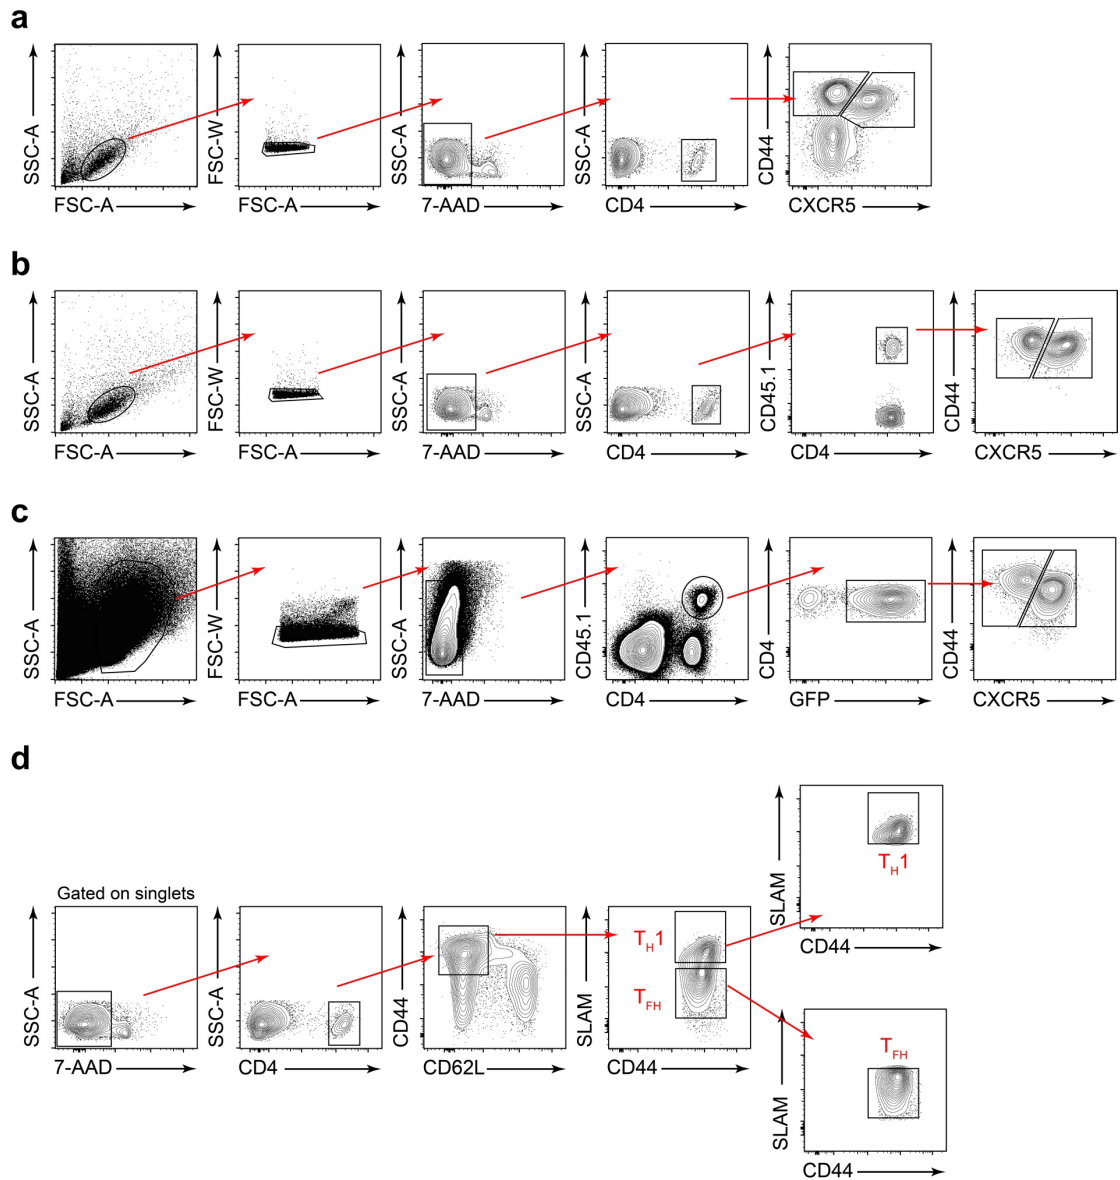 a
SSC-A
FSC-A
FSC-W
FSC-A
SSC-A
7-AAD
SSC-A
CD4
CD44
CXCR5
b
SSC-A
FSC-A
FSC-W
FSC-A
SSC-A
7-AAD
SSC-A
CD4
CD45.1
CD4
CD44
CXCR5
c
SSC-A
FSC-A
FSC-W
FSC-A
SSC-A
7-AAD
CD45.1
CD4
CD4
GFP
CD44
CXCR5
d
Gated on singlets
SSC-A
7-AAD
SSC-A
CD4
CD44
CD62L
SLAM
TH1
TFH
CD44
SLAM
TH1
CD44
SLAM
TFH
CD44